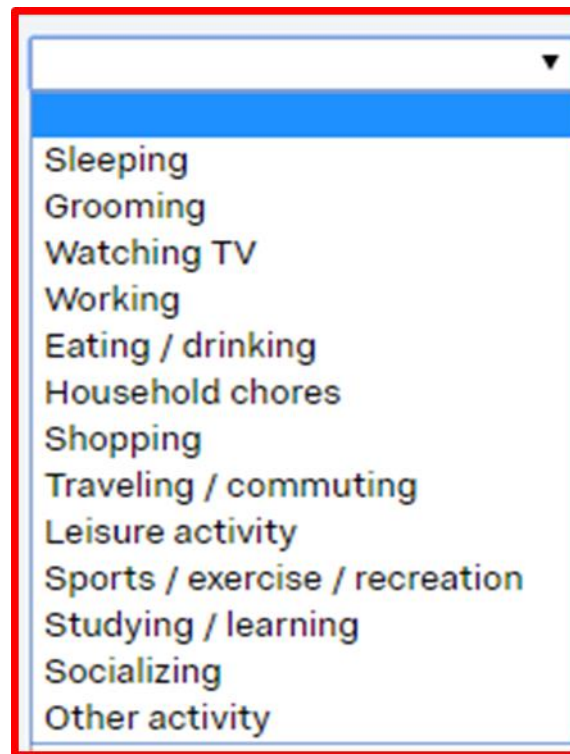 Sleeping
Grooming
Watching TV
Working
Eating / drinking
Household chores
Shopping
Traveling / commuting
Leisure activity
Sports / exercise / recreation
Studying / learning
Socializing
Other activity